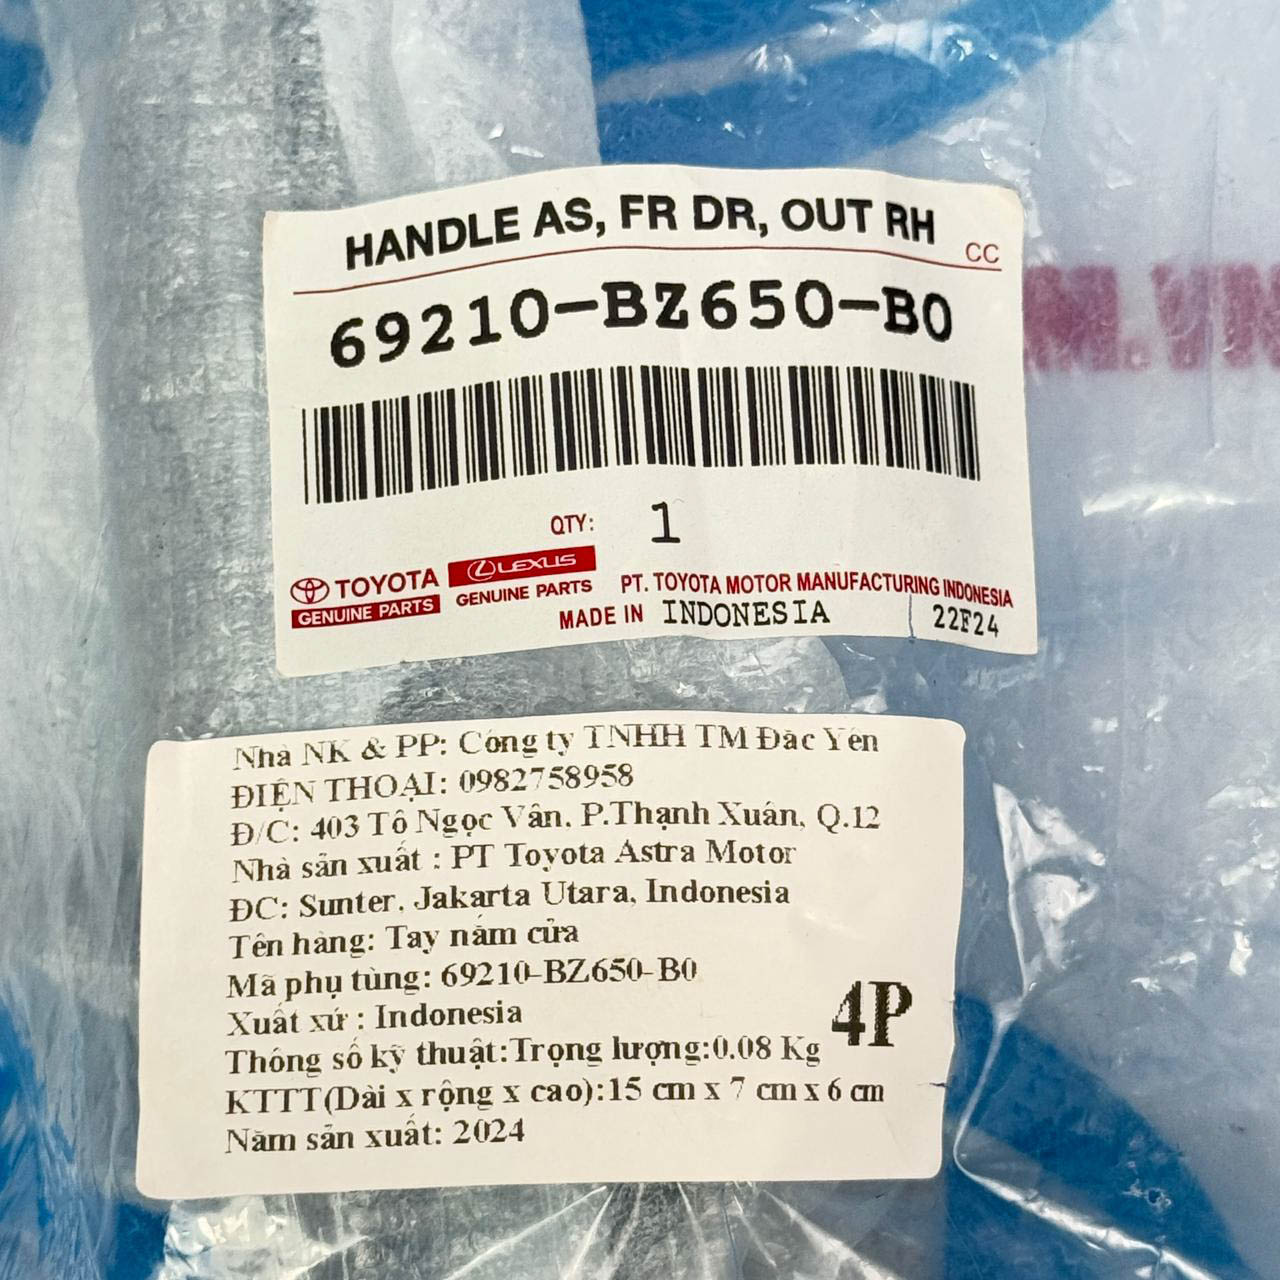 HANDLE AS, FR DR, OUT RH
CC
69210-BZ650-B0
QTY: 1
TOYOTA
GENUINE PARTS
LEXUS
GENUINE PARTS
PT. TOYOTA MOTOR MANUFACTURING INDONESIA
MADE IN INDONESIA
22F24
Nhà NK & PP: Công ty TNHH TM Đắc Yên
ĐIỆN THOẠI: 0982758958
Đ/C: 403 Tô Ngọc Vân, P.Thạnh Xuân, Q.12
Nhà sản xuất : PT Toyota Astra Motor
ĐC: Sunter, Jakarta Utara, Indonesia
Tên hàng: Tay nắm cửa
Mã phụ tùng: 69210-BZ650-B0
Xuất xứ : Indonesia
Thông số kỹ thuật:Trọng lượng:0.08 Kg
KTTT(Dài x rộng x cao):15 cm x 7 cm x 6 cm
Năm sản xuất: 2024
4P